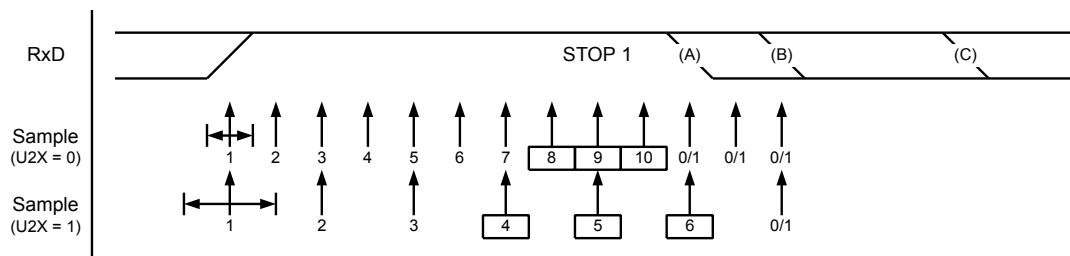 RxD STOP 1 (A) (B) (C)
Sample
(U2X = 0)
1 2 3 4 5 6 7 8 9 10 0/1 0/1 0/1
Sample
(U2X = 1)
1 2 3 4 5 6 0/1